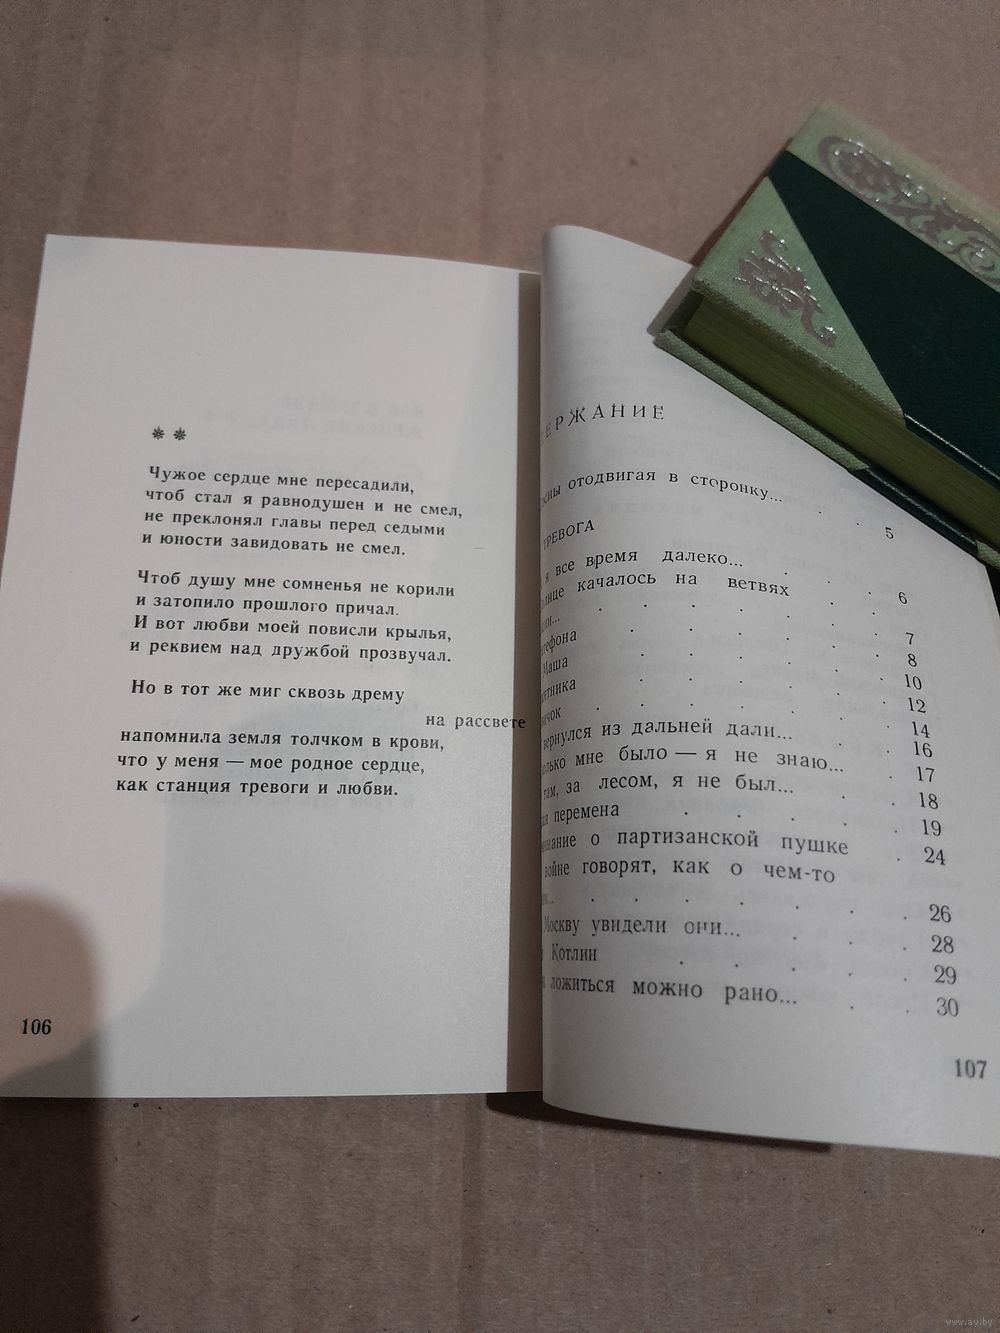 * *
Чужое сердце мне пересадили,
чтоб стал я равнодушен и не смел,
не преклонял главы перед седыми
и юности завидовать не смел.
Чтоб душу мне сомненья не корили
и затопило прошлого причал.
И вот любви моей повисли крылья,
и реквием над дружбой прозвучал.
Но в тот же миг сквозь дрему
на рассвете
напомнила земля толчком в крови,
что у меня — мое родное сердце,
как станция тревоги и любви.
106
ЕРЖАНИЕ
отодвигая в сторонку... . . 5
ТРЕВОГА
я все время далеко... . . . 6
качалось на ветвях . .
. . . . . . 7
. . . . . 8
Маша . . . . . 10
. . . . . 12
. . . . . 14
вернулся из дальней дали... . . 16
мне было — я не знаю... . 17
там, за лесом, я не был... . . 18
перемена . . . . . 19
о партизанской пушке . 24
войне говорят, как о чем-то
. . . . . . . 26
Москву увидели они... . . . 28
Котлин . . . . . 29
ложиться можно рано... . . 30
107
www.ay.by